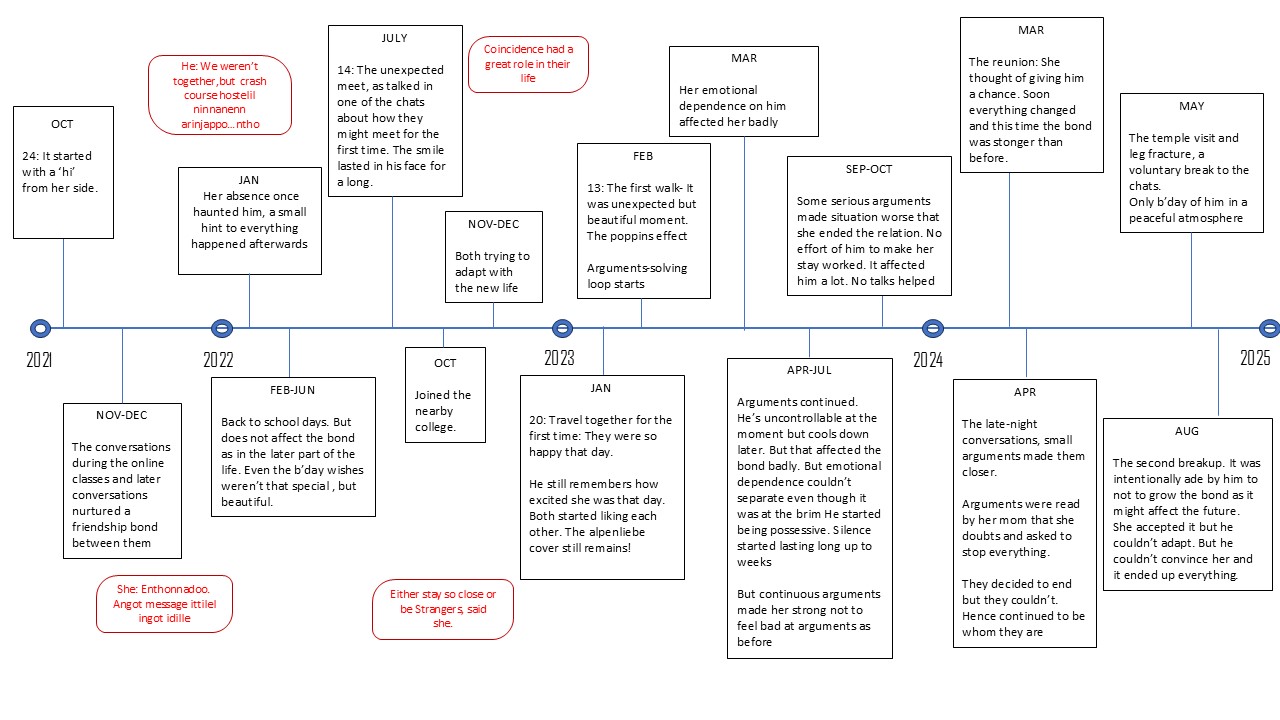 2021
OCT
24: It started
with a 'hi'
from her side.
NOV-DEC
The conversations
during the online
classes and later
conversations
nurtured a
friendship bond
between them
She: Enthonnadoo.
Angot message ittilel
ingot idille
He: We weren't
together, but crash
course hostelil
ninnanenn
arinjappo...ntho
2022
JAN
Her absence once
haunted him, a small
hint to everything
happened afterwards
FEB-JUN
Back to school days. But
does not affect the bond
as in the later part of the
life. Even the b'day wishes
weren't that special, but
beautiful.
JULY
14: The unexpected
meet, as talked in
one of the chats
about how they
might meet for the
first time. The smile
lasted in his face for
a long.
OCT
Joined the
nearby
college.
Either stay so close or
be Strangers, said
she.
NOV-DEC
Both trying to
adapt with
the new life
Coincidence had a
great role in their
life
2023
JAN
20: Travel together for the
first time: They were so
happy that day.
He still remembers how
excited she was that day.
Both started liking each
other. The alpenliebe
cover still remains!
FEB
13: The first walk- It
was unexpected but
beautiful moment.
The poppins effect
Arguments-solving
loop starts
MAR
Her emotional
dependence on him
affected her badly
APR-JUL
Arguments continued.
He's uncontrollable at the
moment but cools down
later. But that affected the
bond badly. But emotional
dependence couldn't
separate even though it
was at the brim He started
being possessive. Silence
started lasting long up to
weeks
But continuous arguments
made her strong not to
feel bad at arguments as
before
SEP-OCT
Some serious arguments
made situation worse that
she ended the relation. No
effort of him to make her
stay worked. It affected
him a lot. No talks helped
2024
MAR
The reunion: She
thought of giving him
a chance. Soon
everything changed
and this time the bond
was stonger than
before.
APR
The late-night
conversations, small
arguments made them
closer.
Arguments were read
by her mom that she
doubts and asked to
stop everything.
They decided to end
but they couldn't.
Hence continued to be
whom they are
MAY
The temple visit and
leg fracture, a
voluntary break to the
chats.
Only b'day of him in a
peaceful atmosphere
AUG
The second breakup. It was
intentionally ade by him to
not to grow the bond as it
might affect the future.
She accepted it but he
couldn't adapt. But he
couldn't convince her and
it ended up everything.
2025